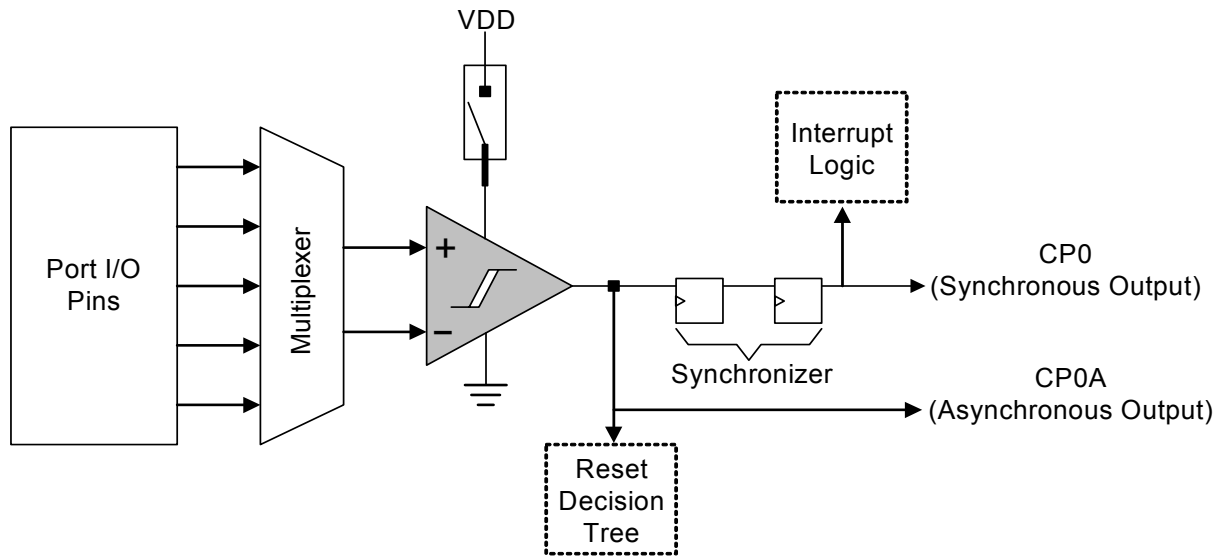 VDD
Port I/O
Pins
Multiplexer
+
−
Interrupt
Logic
CP0
(Synchronous Output)
Synchronizer
CP0A
(Asynchronous Output)
Reset
Decision
Tree